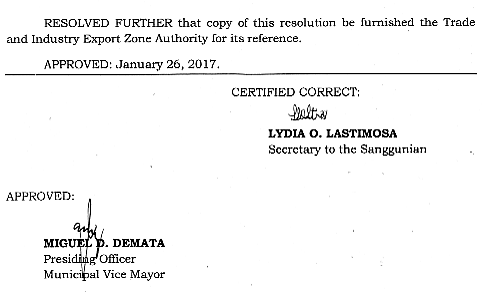 RESOLVED FURTHER that copy of this resolution be furnished the Trade
and Industry Export Zone Authority for its reference.
APPROVED: January 26, 2017.
CERTIFIED CORRECT:
LYDIA O. LASTIMOSA
Secretary to the Sanggunian
APPROVED:
MIGUEL D. DEMATA
Presiding Officer
Municipal Vice Mayor